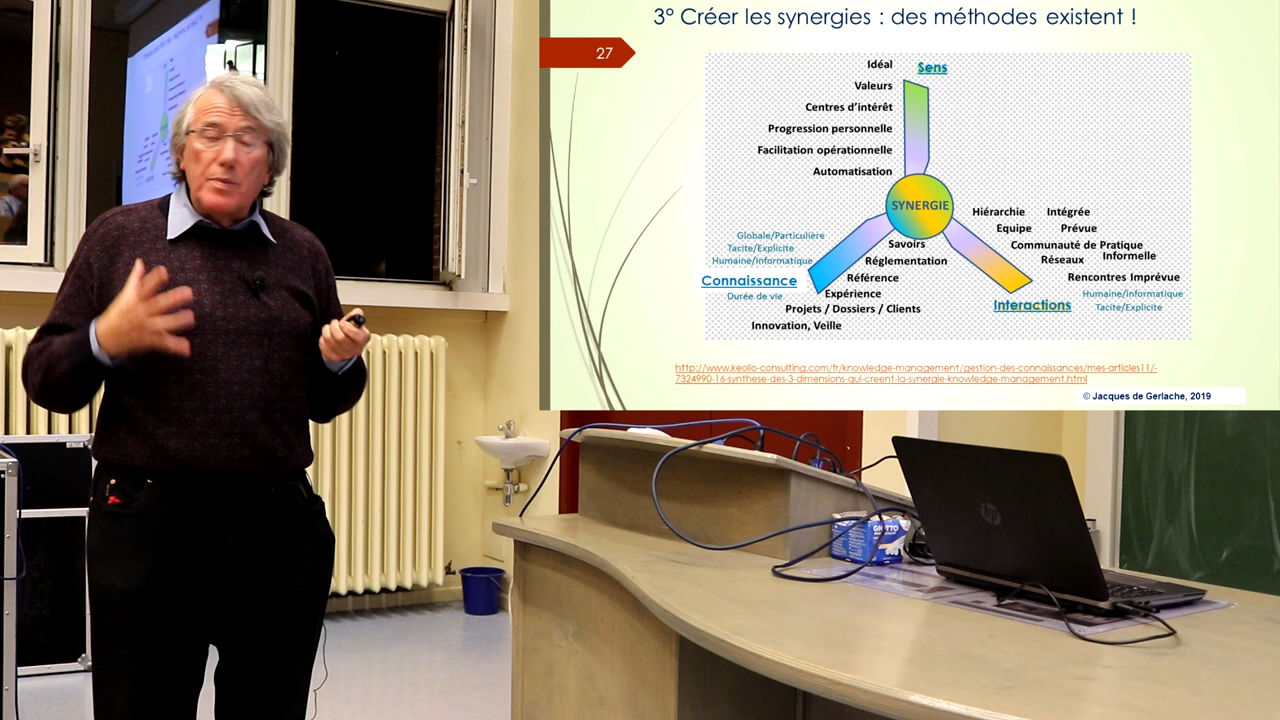 3° Créer les synergies : des méthodes existent !
27
Idéal
Sens
Valeurs
Centres d'intérêt
Progression personnelle
Facilitation opérationnelle
Automatisation
SYNERGIE
Hiérarchie Intégrée
Equipe Prévue
Communauté de Pratique
Réseaux Informelle
Rencontres Imprévue
Humaine/Informatique
Interactions
Tacite/Explicite
Globale/Particulière
Tacite/Explicite
Humaine/Informatique
Connaissance
Durée de vie
Savoirs
Réglementation
Référence
Expérience
Projets / Dossiers / Clients
Innovation, Veille
http://www.keolio-consulting.com/fr/knowledge-management/gestion-des-connaissances/mes-articles11/-
7324990-16-synthese-des-3-dimensions-qui-creent-la-synergie-knowledge-management.html
© Jacques de Gerlache, 2019
GIOTTO
hp